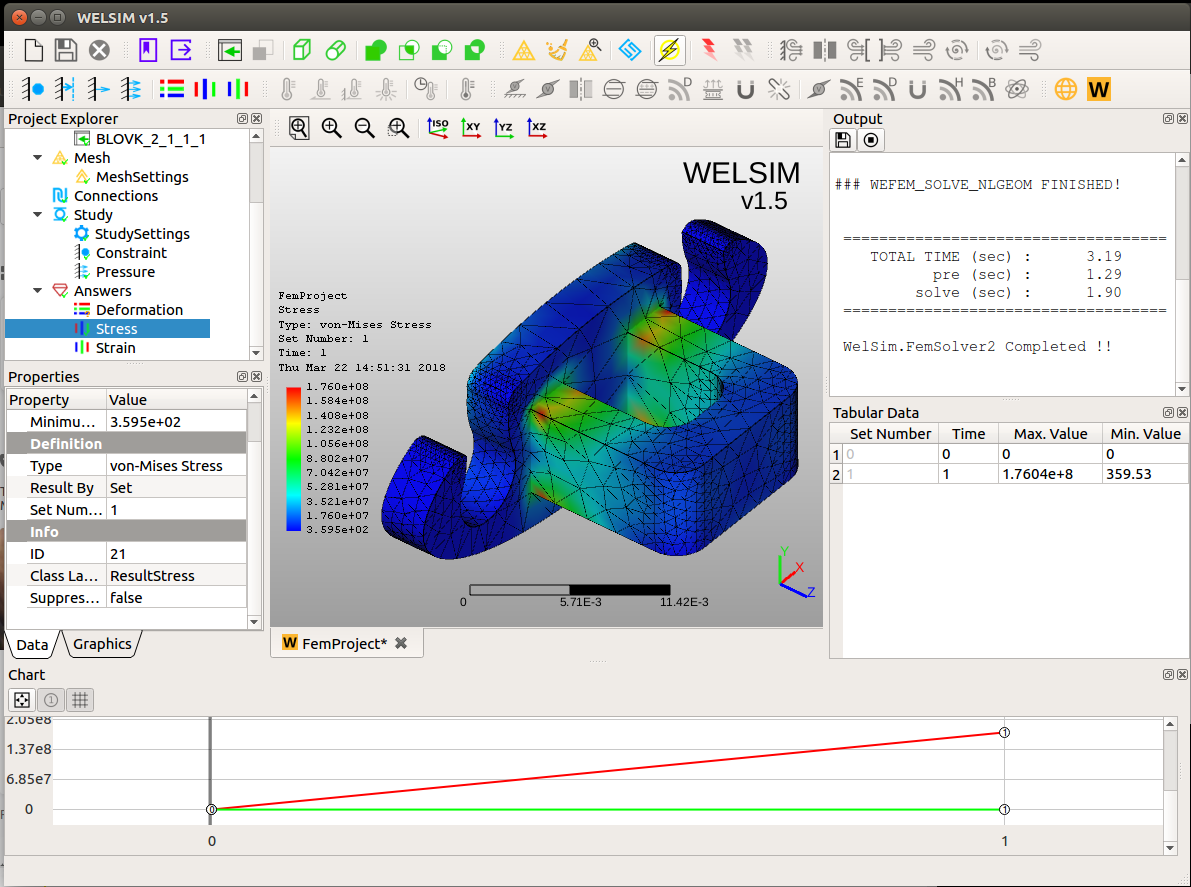 WELSIM v1.5
Project Explorer
BLOVK_2_1_1_1
Mesh
MeshSettings
Connections
Study
StudySettings
Constraint
Pressure
Answers
Deformation
Stress
Strain
Properties
Property Value
Minimu... 3.595e+02
Definition
Type von-Mises Stress
Result By Set
Set Num... 1
Info
ID 21
Class La... ResultStress
Suppres... false
Data Graphics
ISO XY YZ XZ
E D H B
D
W
WELSIM
v1.5
FemProject
Stress
Type: von-Mises Stress
Set Number: 1
Time: 1
Thu Mar 22 14:51:31 2018
1.760e+08
1.584e+08
1.408e+08
1.232e+08
1.056e+08
8.802e+07
7.042e+07
5.281e+07
3.521e+07
1.760e+07
3.595e+02
0 5.71E-3 11.42E-3
Y
X
Z
W FemProject*
Output
### WEFEM_SOLVE_NLGEOM FINISHED!
===================================
TOTAL TIME (sec) : 3.19
pre (sec) : 1.29
solve (sec) : 1.90
===================================
WelSim.FemSolver2 Completed !!
Tabular Data
Set Number Time Max. Value Min. Value
1 0 0 0 0
2 1 1 1.7604e+8 359.53
Chart
2.05e8
1.37e8
6.85e7
0
0 1
0 1
1